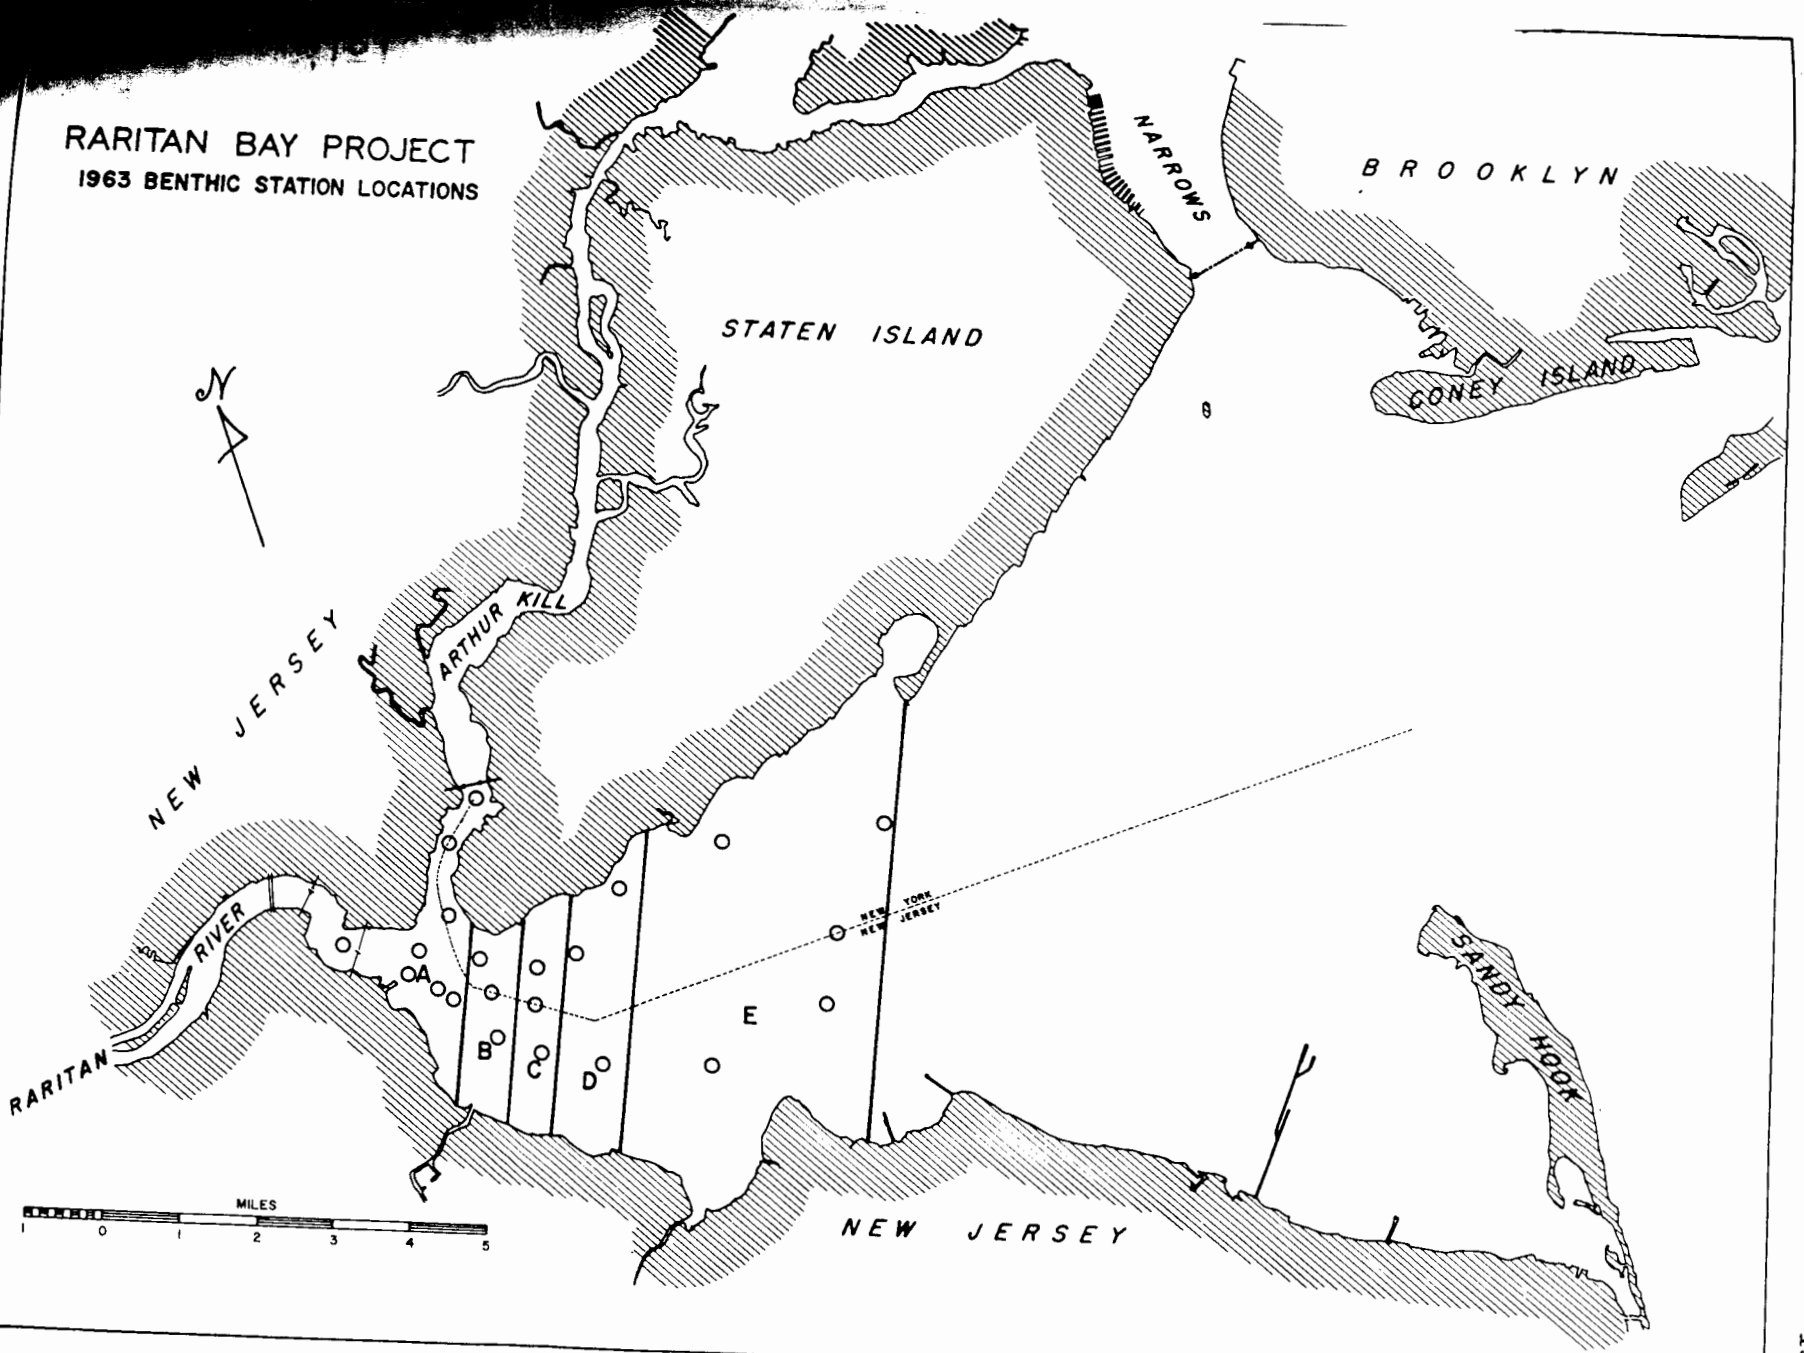 RARITAN BAY PROJECT
1963 BENTHIC STATION LOCATIONS
NARROWS
BROOKLYN
STATEN ISLAND
CONEY ISLAND
N
ARTHUR KILL
NEW JERSEY
NEW YORK
NEW JERSEY
RARITAN RIVER
A
B
C
D
E
SANDY HOOK
MILES
1 0 1 2 3 4 5
NEW JERSEY